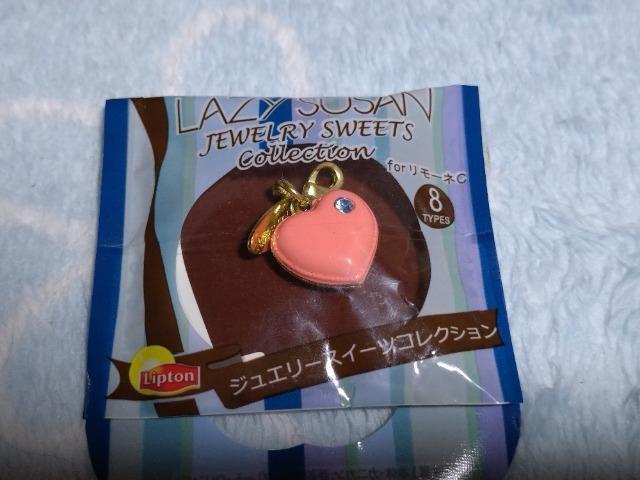 LAZY SUSAN
JEWELRY SWEETS
Collection
for リモーネC
8
TYPES
Lipton
ジュエリースイーツコレクション